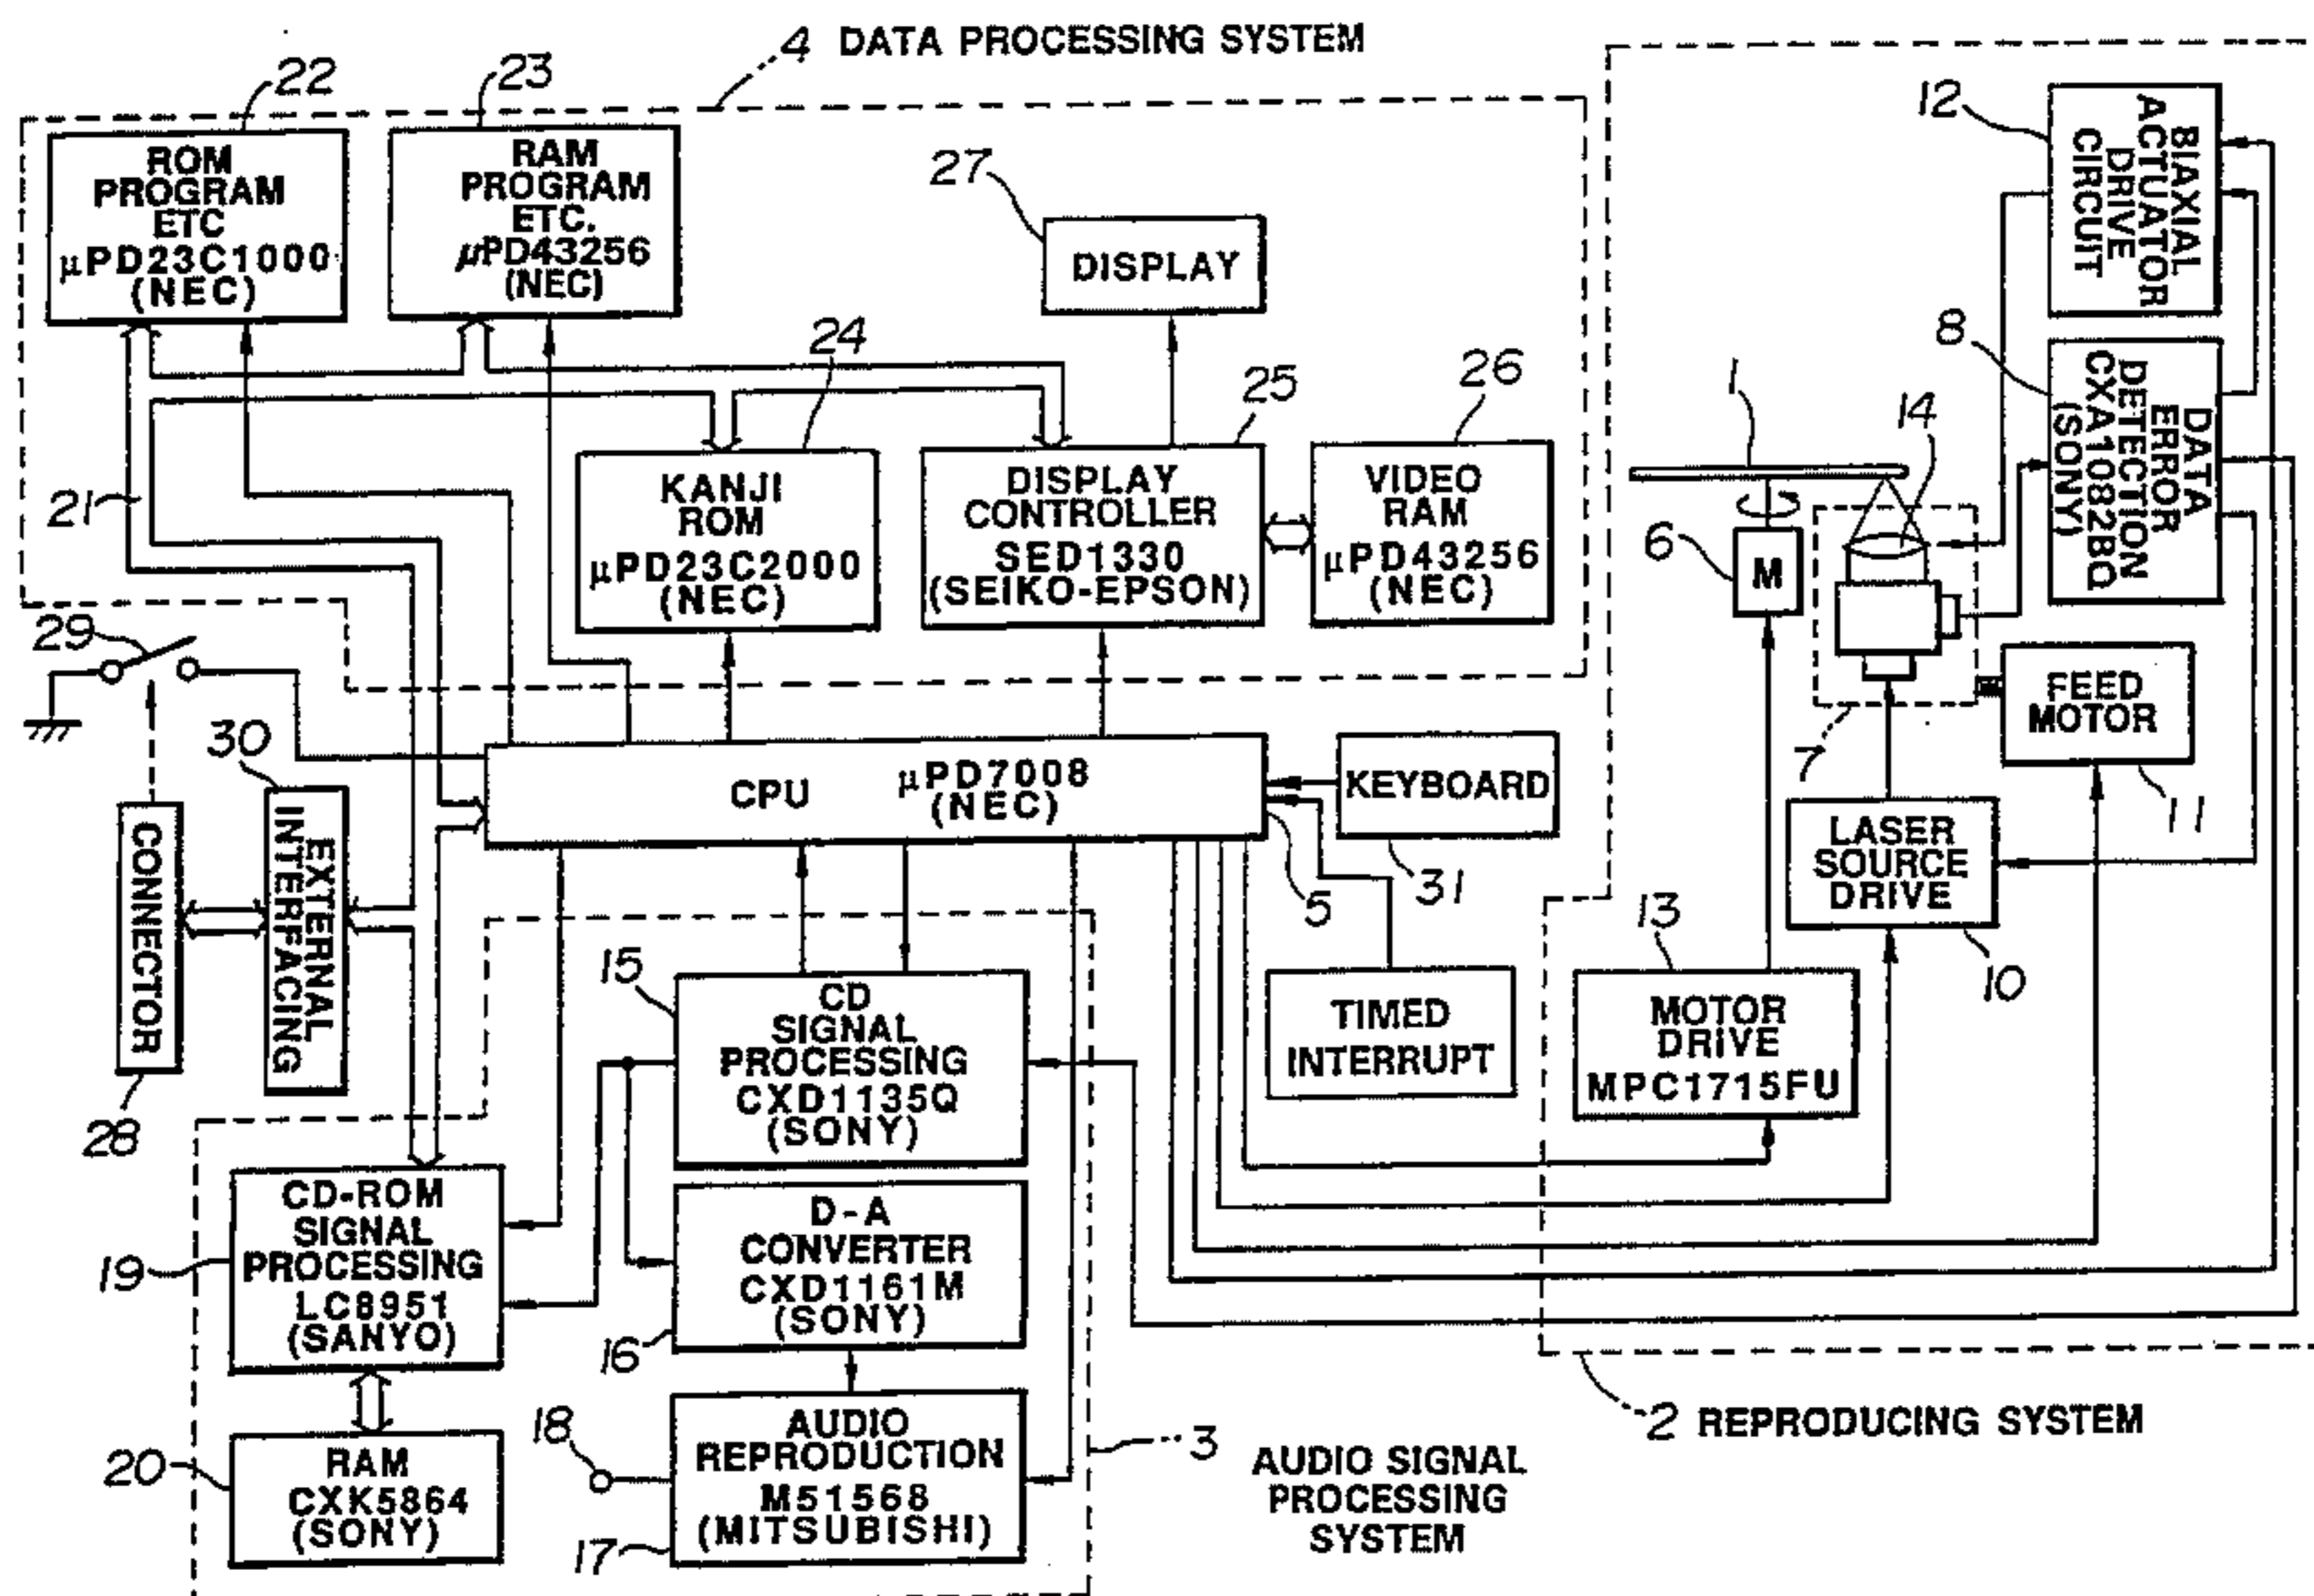 4 DATA PROCESSING SYSTEM
22
ROM
PROGRAM
ETC
µPD23C1000
(NEC)
23
RAM
PROGRAM
ETC.
µPD43256
(NEC)
27
DISPLAY
12
BIAXIAL
ACTUATOR
DRIVE
CIRCUIT
8
DATA
ERROR
DETECTION
CXA1082BQ
(SONY)
24
KANJI
ROM
µPD23C2000
(NEC)
25
DISPLAY
CONTROLLER
SED1330
(SEIKO-EPSON)
26
VIDEO
RAM
µPD43256
(NEC)
1
14
6
M
21
29
7
FEED
MOTOR
11
30
EXTERNAL
INTERFACING
CONNECTOR
28
CPU
µPD7008
(NEC)
5
KEYBOARD
31
LASER
SOURCE
DRIVE
10
13
MOTOR
DRIVE
MPC1715FU
TIMED
INTERRUPT
15
CD
SIGNAL
PROCESSING
CXD1135Q
(SONY)
19
CD-ROM
SIGNAL
PROCESSING
LC8951
(SANYO)
D-A
CONVERTER
CXD1161M
(SONY)
16
20
RAM
CXK5864
(SONY)
18
AUDIO
REPRODUCTION
M51568
(MITSUBISHI)
17
3
AUDIO SIGNAL
PROCESSING
SYSTEM
2 REPRODUCING SYSTEM